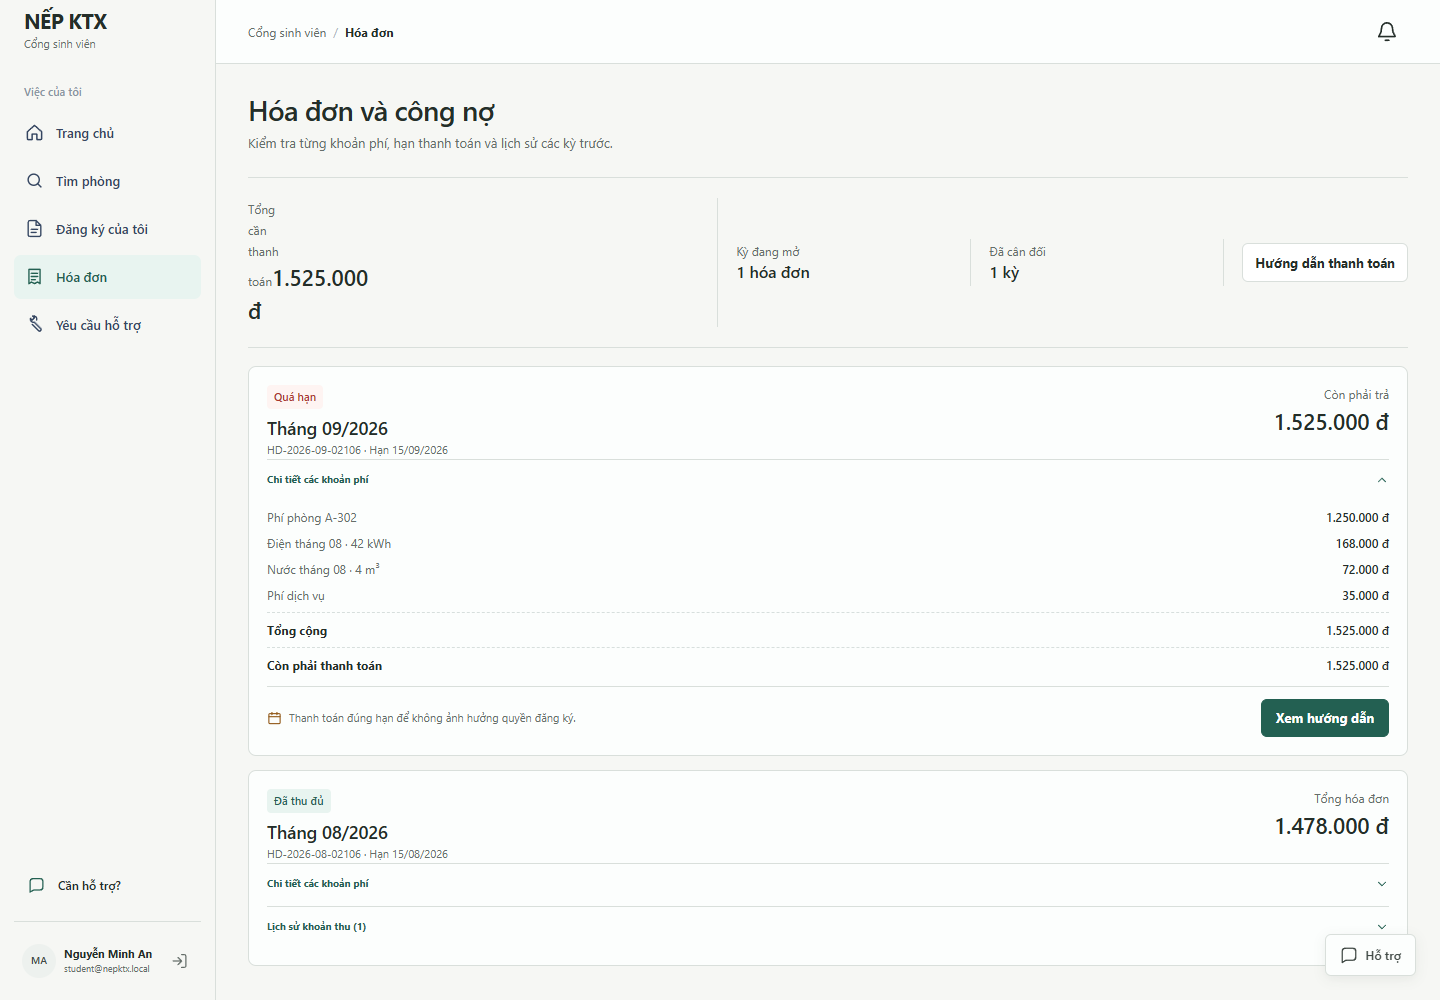 NẾP KTX
Cổng sinh viên
Việc của tôi
Trang chủ
Tìm phòng
Đăng ký của tôi
Hóa đơn
Yêu cầu hỗ trợ
Cần hỗ trợ?
MA
Nguyễn Minh An
student@nepktx.local
Cổng sinh viên / Hóa đơn
Hóa đơn và công nợ
Kiểm tra từng khoản phí, hạn thanh toán và lịch sử các kỳ trước.
Tổng
cần
thanh
toán1.525.000
đ
Kỳ đang mở
1 hóa đơn
Đã cân đối
1 kỳ
Hướng dẫn thanh toán
Quá hạn
Tháng 09/2026
HD-2026-09-02106 · Hạn 15/09/2026
Còn phải trả
1.525.000 đ
Chi tiết các khoản phí
Phí phòng A-302 1.250.000 đ
Điện tháng 08 · 42 kWh 168.000 đ
Nước tháng 08 · 4 m³ 72.000 đ
Phí dịch vụ 35.000 đ
Tổng cộng 1.525.000 đ
Còn phải thanh toán 1.525.000 đ
Thanh toán đúng hạn để không ảnh hưởng quyền đăng ký.
Xem hướng dẫn
Đã thu đủ
Tháng 08/2026
HD-2026-08-02106 · Hạn 15/08/2026
Tổng hóa đơn
1.478.000 đ
Chi tiết các khoản phí
Lịch sử khoản thu (1)
Hỗ trợ